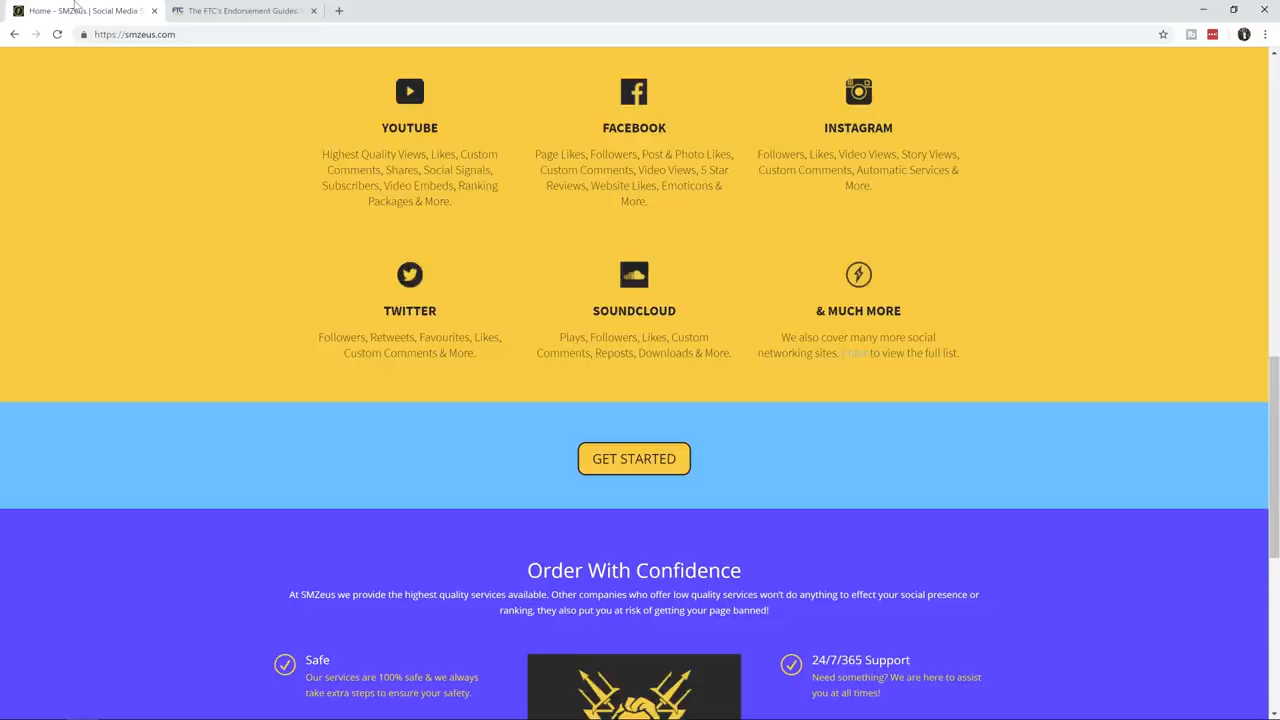 Home - SMZeus | Social Media S
FTC The FTC's Endorsement Guides:
https://smzeus.com
YOUTUBE
Highest Quality Views, Likes, Custom
Comments, Shares, Social Signals,
Subscribers, Video Embeds, Ranking
Packages & More.
FACEBOOK
Page Likes, Followers, Post & Photo Likes,
Custom Comments, Video Views, 5 Star
Reviews, Website Likes, Emoticons &
More.
INSTAGRAM
Followers, Likes, Video Views, Story Views,
Custom Comments, Automatic Services &
More.
TWITTER
Followers, Retweets, Favourites, Likes,
Custom Comments & More.
SOUNDCLOUD
Plays, Followers, Likes, Custom
Comments, Reposts, Downloads & More.
& MUCH MORE
We also cover many more social
networking sites. Enter to view the full list.
GET STARTED
Order With Confidence
At SMZeus we provide the highest quality services available. Other companies who offer low quality services won't do anything to effect your social presence or
ranking, they also put you at risk of getting your page banned!
Safe
Our services are 100% safe & we always
take extra steps to ensure your safety.
24/7/365 Support
Need something? We are here to assist
you at all times!